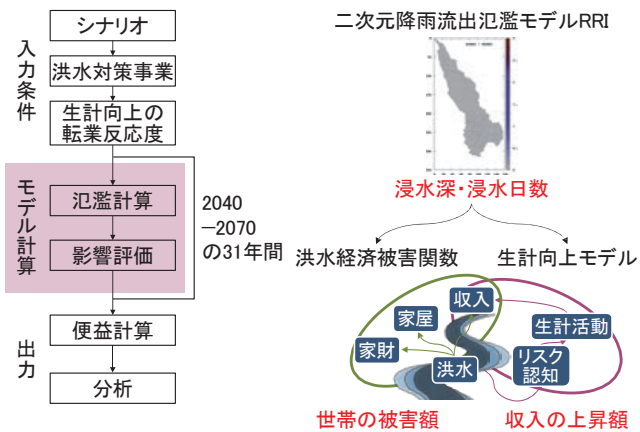 入力条件
シナリオ
洪水対策事業
生計向上の
転業反応度
モデル計算
氾濫計算
影響評価
2040
−2070
の31年間
出力
便益計算
分析
二次元降雨流出氾濫モデルRRI
浸水深・浸水日数
洪水経済被害関数
生計向上モデル
収入
家屋
家財
洪水
生計活動
リスク
認知
世帯の被害額
収入の上昇額